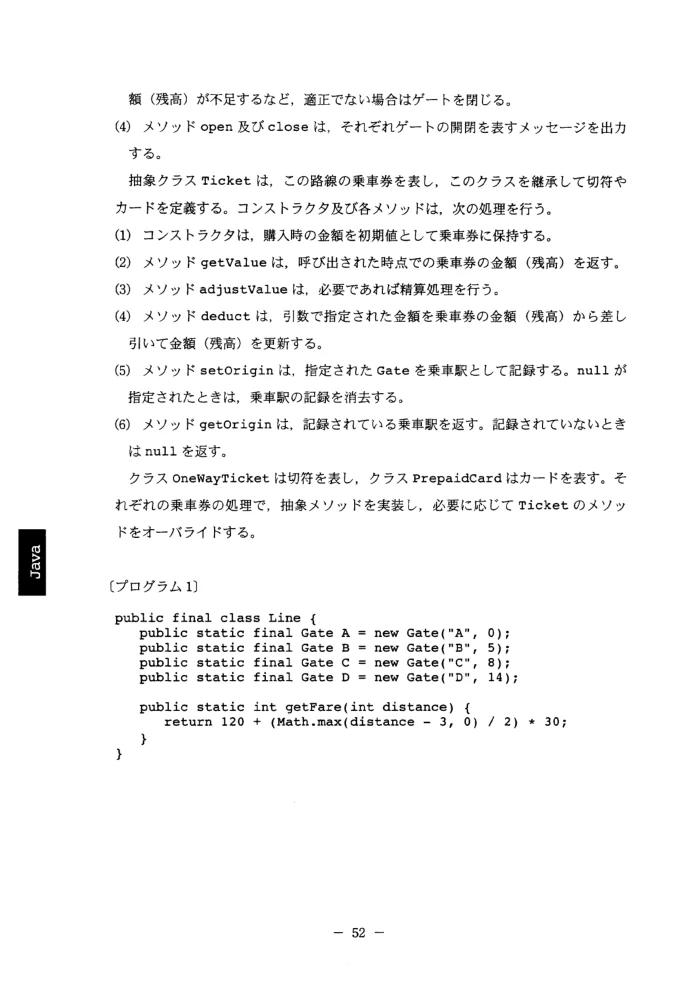 額（残高）が不足するなど，適正でない場合はゲートを閉じる。
(4) メソッド open 及び close は，それぞれゲートの開閉を表すメッセージを出力
する。
抽象クラス Ticket は，この路線の乗車券を表し，このクラスを継承して切符や
カードを定義する。コンストラクタ及び各メソッドは，次の処理を行う。
(1) コンストラクタは，購入時の金額を初期値として乗車券に保持する。
(2) メソッド getValue は，呼び出された時点での乗車券の金額（残高）を返す。
(3) メソッド adjustValue は，必要であれば精算処理を行う。
(4) メソッド deduct は，引数で指定された金額を乗車券の金額（残高）から差し
引いて金額（残高）を更新する。
(5) メソッド setOrigin は，指定された Gate を乗車駅として記録する。null が
指定されたときは，乗車駅の記録を消去する。
(6) メソッド getOrigin は，記録されている乗車駅を返す。記録されていないとき
は null を返す。
クラス OneWayTicket は切符を表し，クラス PrepaidCard はカードを表す。そ
れぞれの乗車券の処理で，抽象メソッドを実装し，必要に応じて Ticket のメソッ
ドをオーバライドする。
Java
〔プログラム 1〕
public final class Line {
public static final Gate A = new Gate("A", 0);
public static final Gate B = new Gate("B", 5);
public static final Gate C = new Gate("C", 8);
public static final Gate D = new Gate("D", 14);
public static int getFare(int distance) {
return 120 + (Math.max(distance - 3, 0) / 2) * 30;
}
}
− 52 −